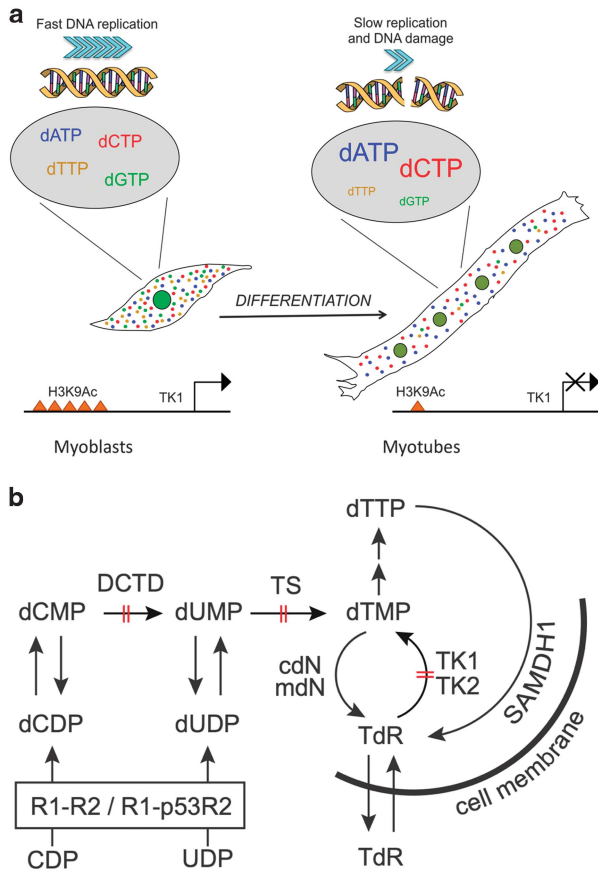 a
Fast DNA replication
Slow replication
and DNA damage
dATP
dCTP
dTTP
dGTP
dATP
dCTP
dTTP
dGTP
DIFFERENTIATION
H3K9Ac
TK1
H3K9Ac
TK1
Myoblasts
Myotubes
b
dTTP
DCTD
TS
dCMP
dUMP
dTMP
cdN
mdN
TK1
TK2
SAMDH1
dCDP
dUDP
TdR
cell membrane
R1-R2 / R1-p53R2
CDP
UDP
TdR